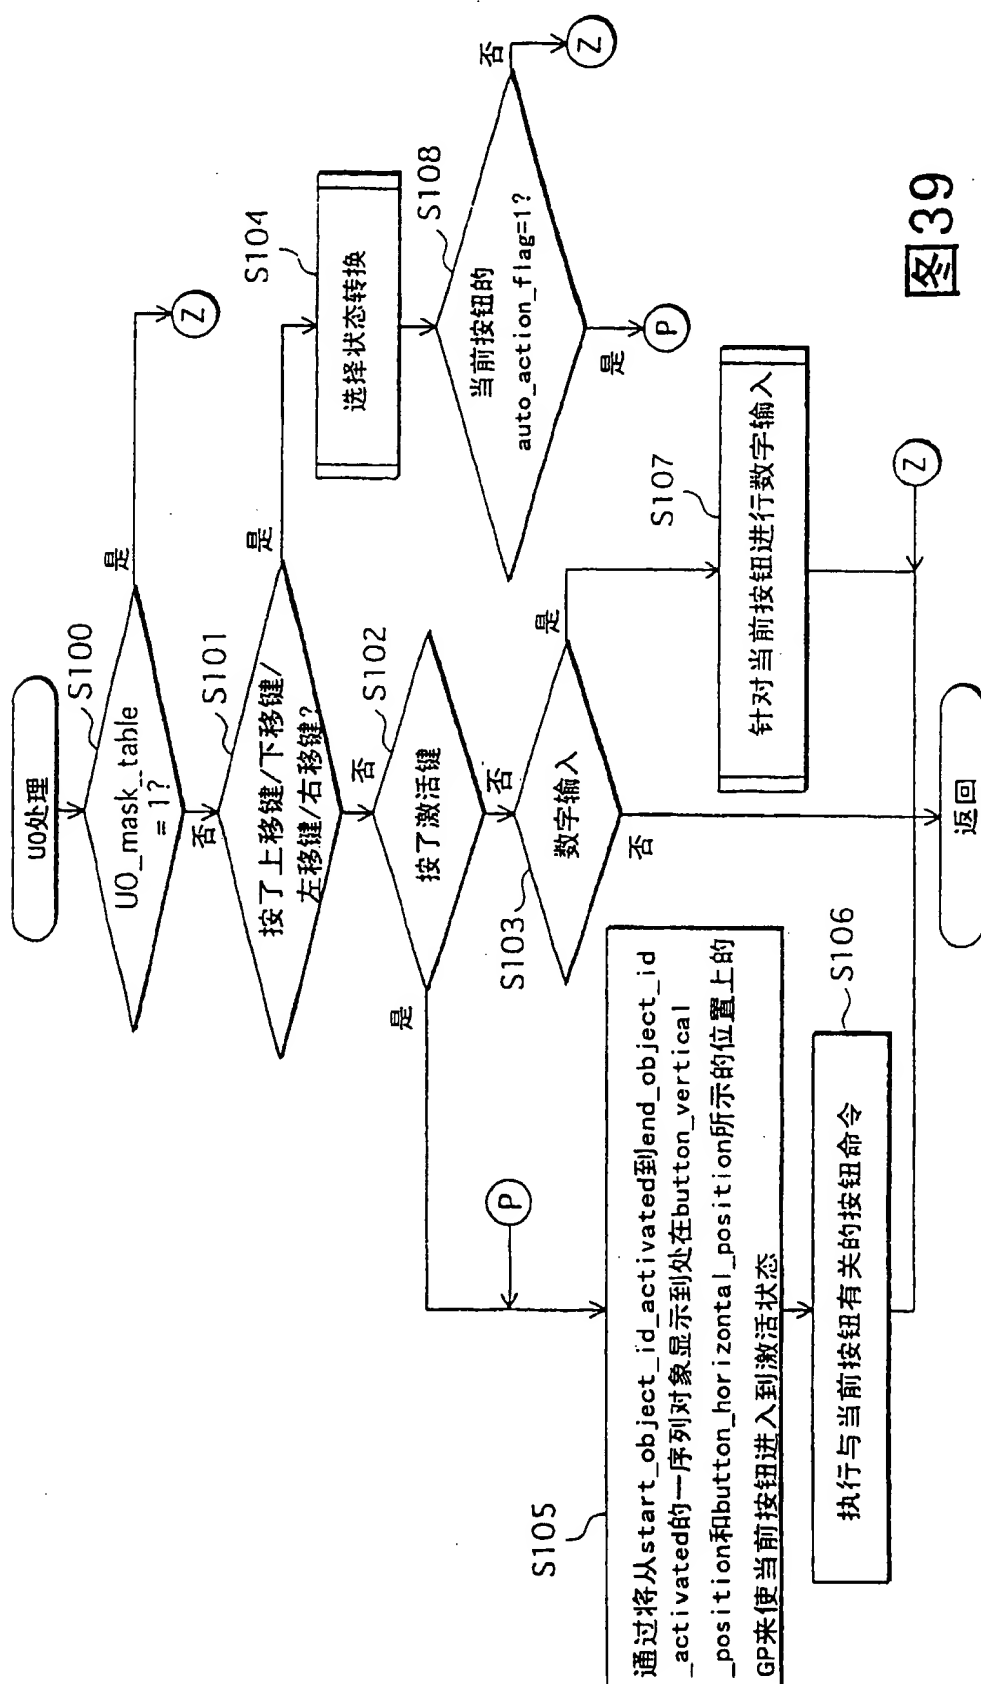 UO处理
S100
UO_mask_table
= 1?
是
Z
否
S101
按了上移键/下移键/
左移键/右移键?
是
S104
选择状态转换
S108
当前按钮的
auto_action_flag=1?
否
Z
是
P
否
S102
按了激活键
是
P
否
S103
数字输入
是
S107
针对当前按钮进行数字输入
否
Z
S105
通过将从start_object_id_activated到end_object_id
_activated的一序列对象显示到处在button_vertical
_position和button_horizontal_position所示的位置上的
GP来使当前按钮进入到激活状态
S106
执行与当前按钮有关的按钮命令
返回
图39